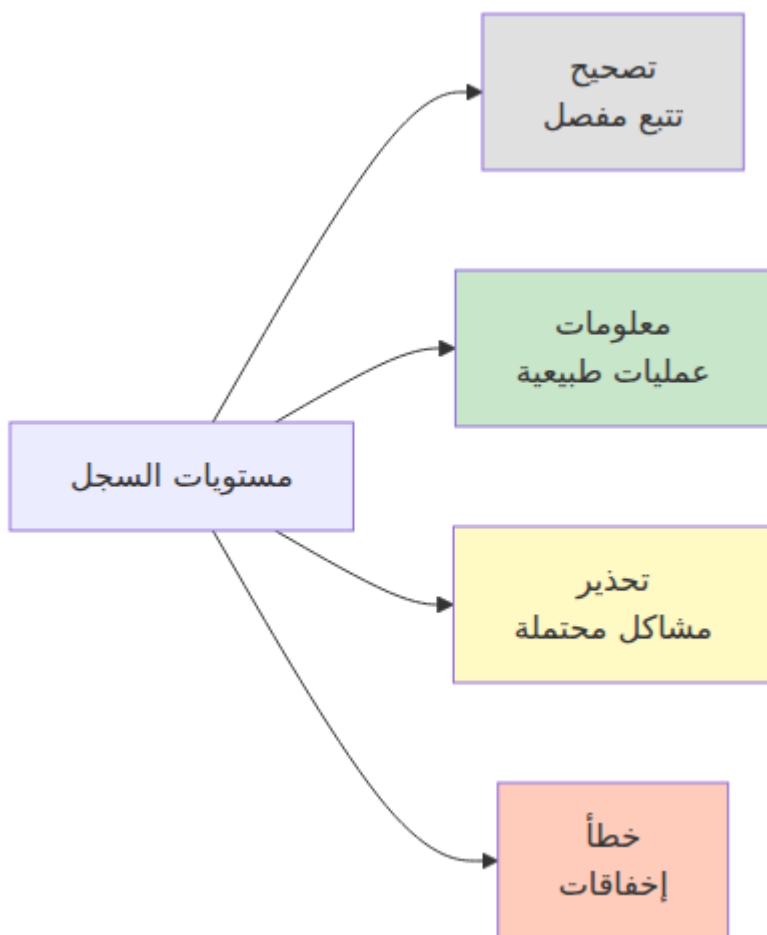 تصحيح
تتبع مفصل
معلومات
عمليات طبيعية
مستويات السجل
تحذير
مشاكل محتملة
خطأ
إخفاقات